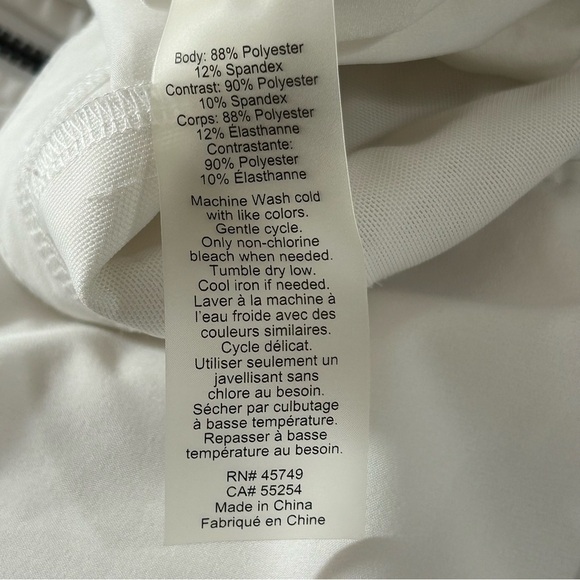 Body: 88% Polyester
12% Spandex
Contrast: 90% Polyester
10% Spandex
Corps: 88% Polyester
12% Élasthanne
Contrastante:
90% Polyester
10% Élasthanne
Machine Wash cold
with like colors.
Gentle cycle.
Only non-chlorine
bleach when needed.
Tumble dry low.
Cool iron if needed.
Laver à la machine à
l'eau froide avec des
couleurs similaires.
Cycle délicat.
Utiliser seulement un
javellisant sans
chlore au besoin.
Sécher par culbutage
à basse température.
Repasser à basse
température au besoin.
RN# 45749
CA# 55254
Made in China
Fabriqué en Chine